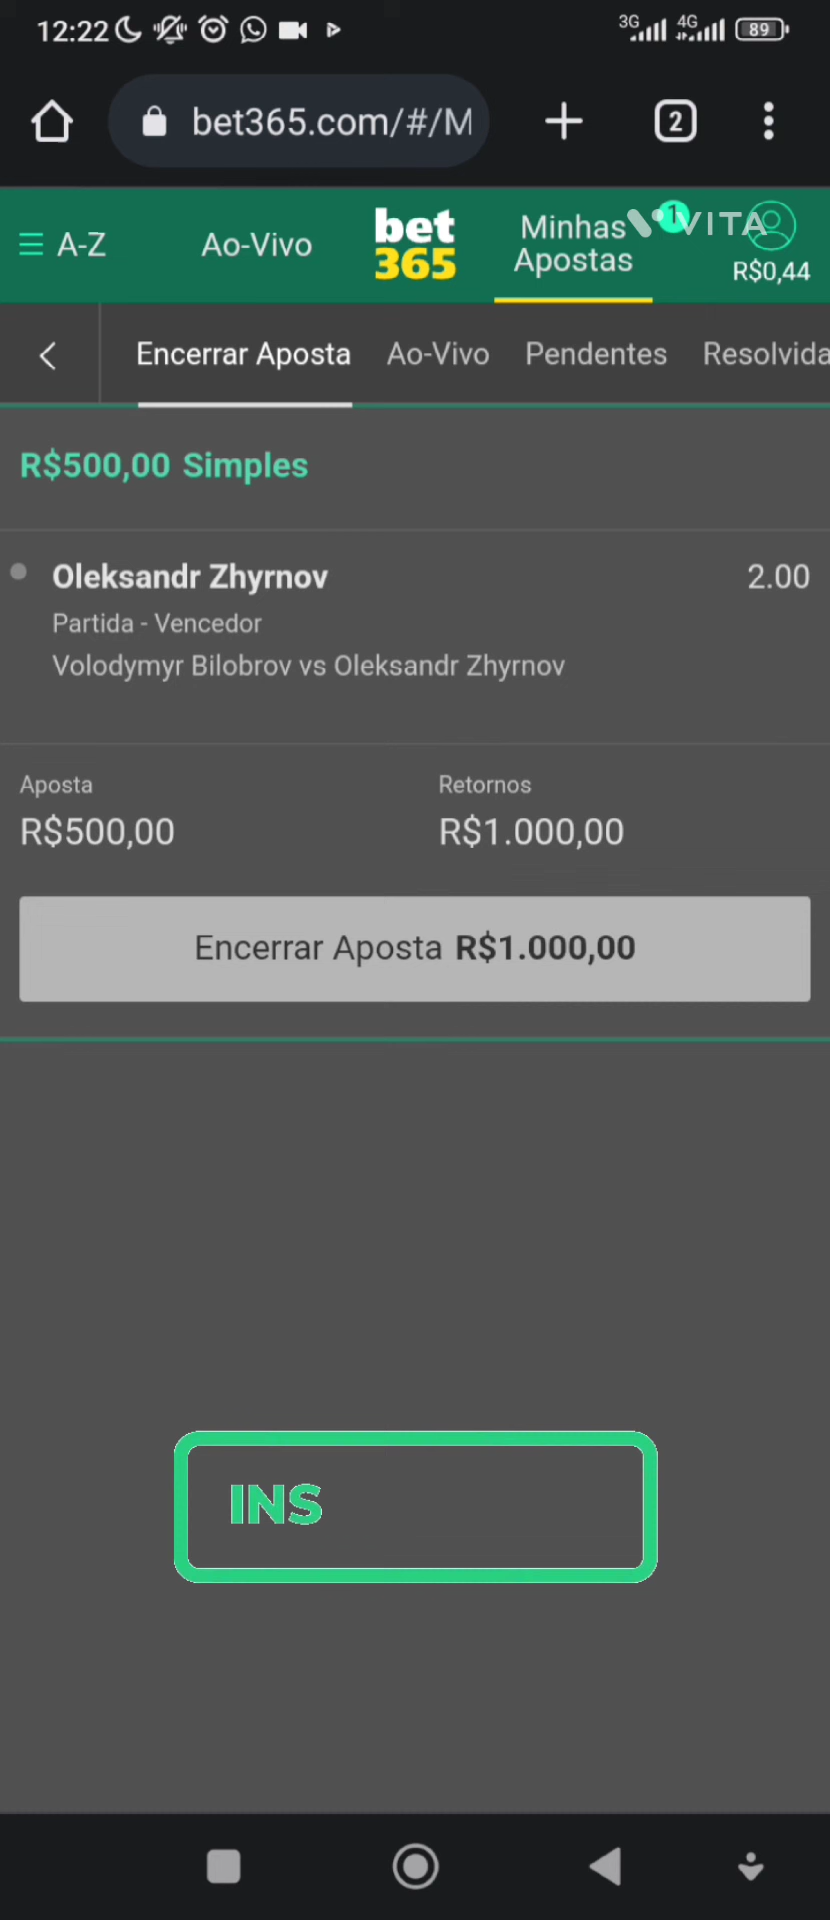 12:22
3G 4G 89
bet365.com/#/M
2
A-Z
Ao-Vivo
bet
365
Minhas
Apostas
1
VITA
R$0,44
Encerrar Aposta
Ao-Vivo
Pendentes
Resolvida
R$500,00 Simples
Oleksandr Zhyrnov 2.00
Partida - Vencedor
Volodymyr Bilobrov vs Oleksandr Zhyrnov
Aposta Retornos
R$500,00 R$1.000,00
Encerrar Aposta R$1.000,00
INS